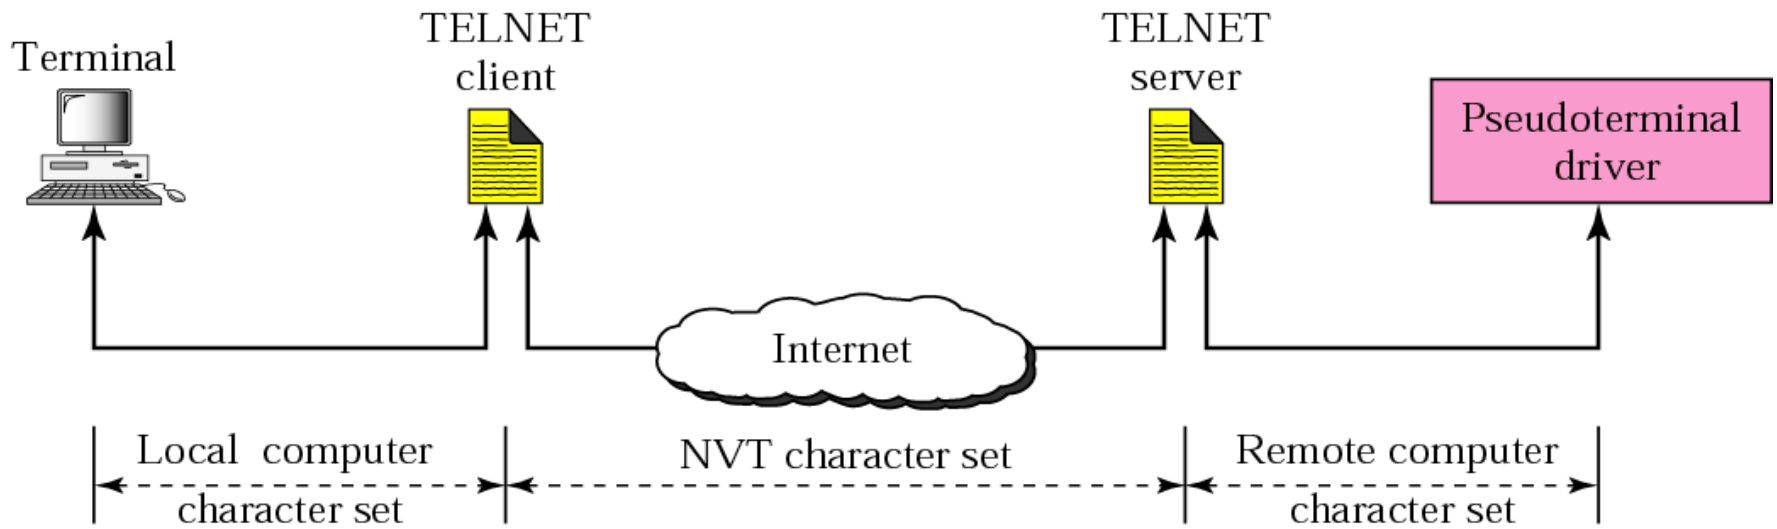 Terminal
TELNET
client
TELNET
server
Pseudoterminal
driver
Internet
Local computer
character set
NVT character set
Remote computer
character set